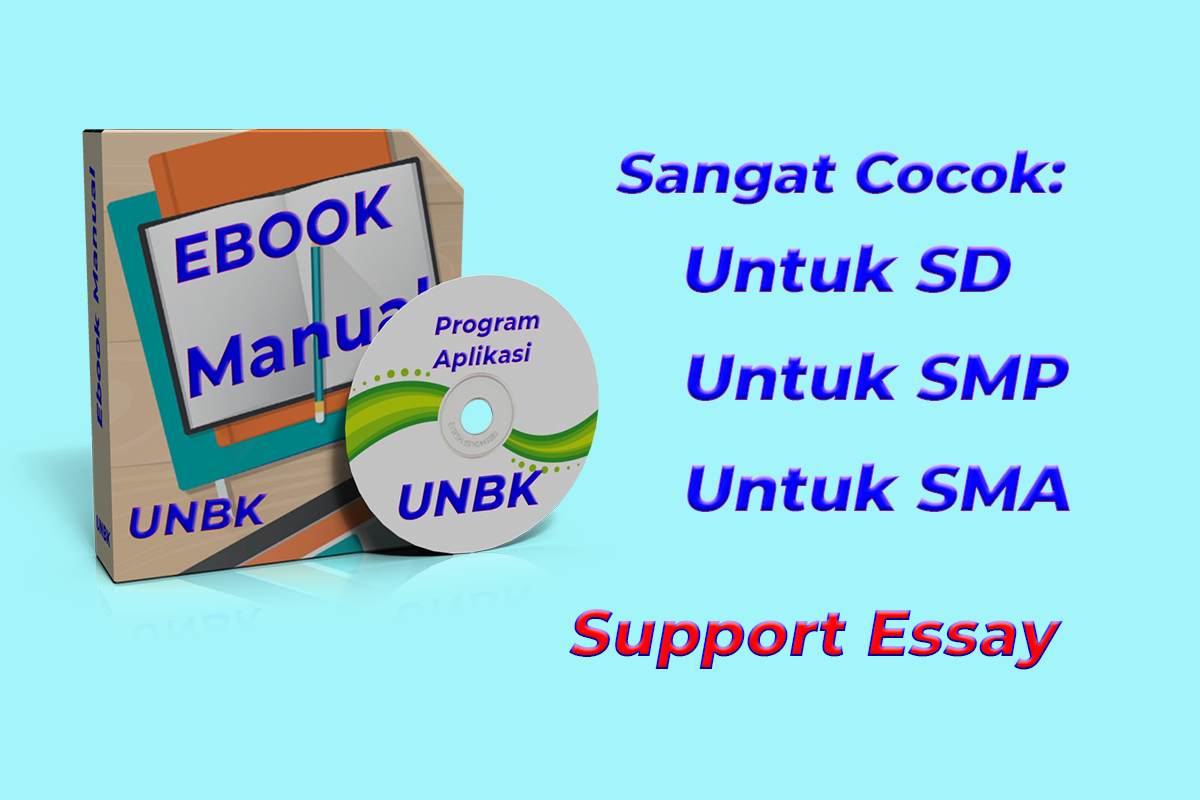 Ebook Manual
UNBK
EBOOK
Manual
UNBK
Program
Aplikasi
UNBK
Sangat Cocok:
Untuk SD
Untuk SMP
Untuk SMA
Support Essay